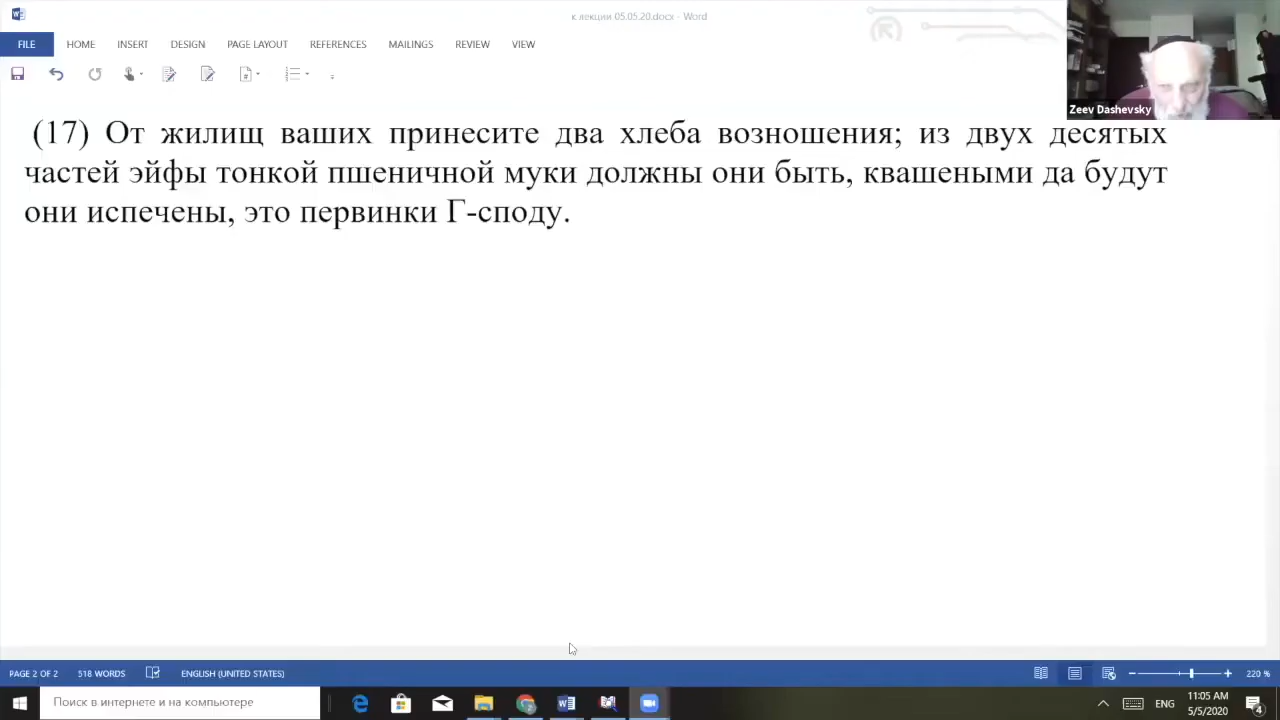 к лекции 05.05.20.docx - Word
FILE HOME INSERT DESIGN PAGE LAYOUT REFERENCES MAILINGS REVIEW VIEW
Zeev Dashevsky
(17) От жилищ ваших принесите два хлеба возношения; из двух десятых
частей эйфы тонкой пшеничной муки должны они быть, квашеными да будут
они испечены, это первинки Г-споду.
PAGE 2 OF 2 518 WORDS ENGLISH (UNITED STATES) 220 %
Поиск в интернете и на компьютере ENG 11:05 AM
5/5/2020 4